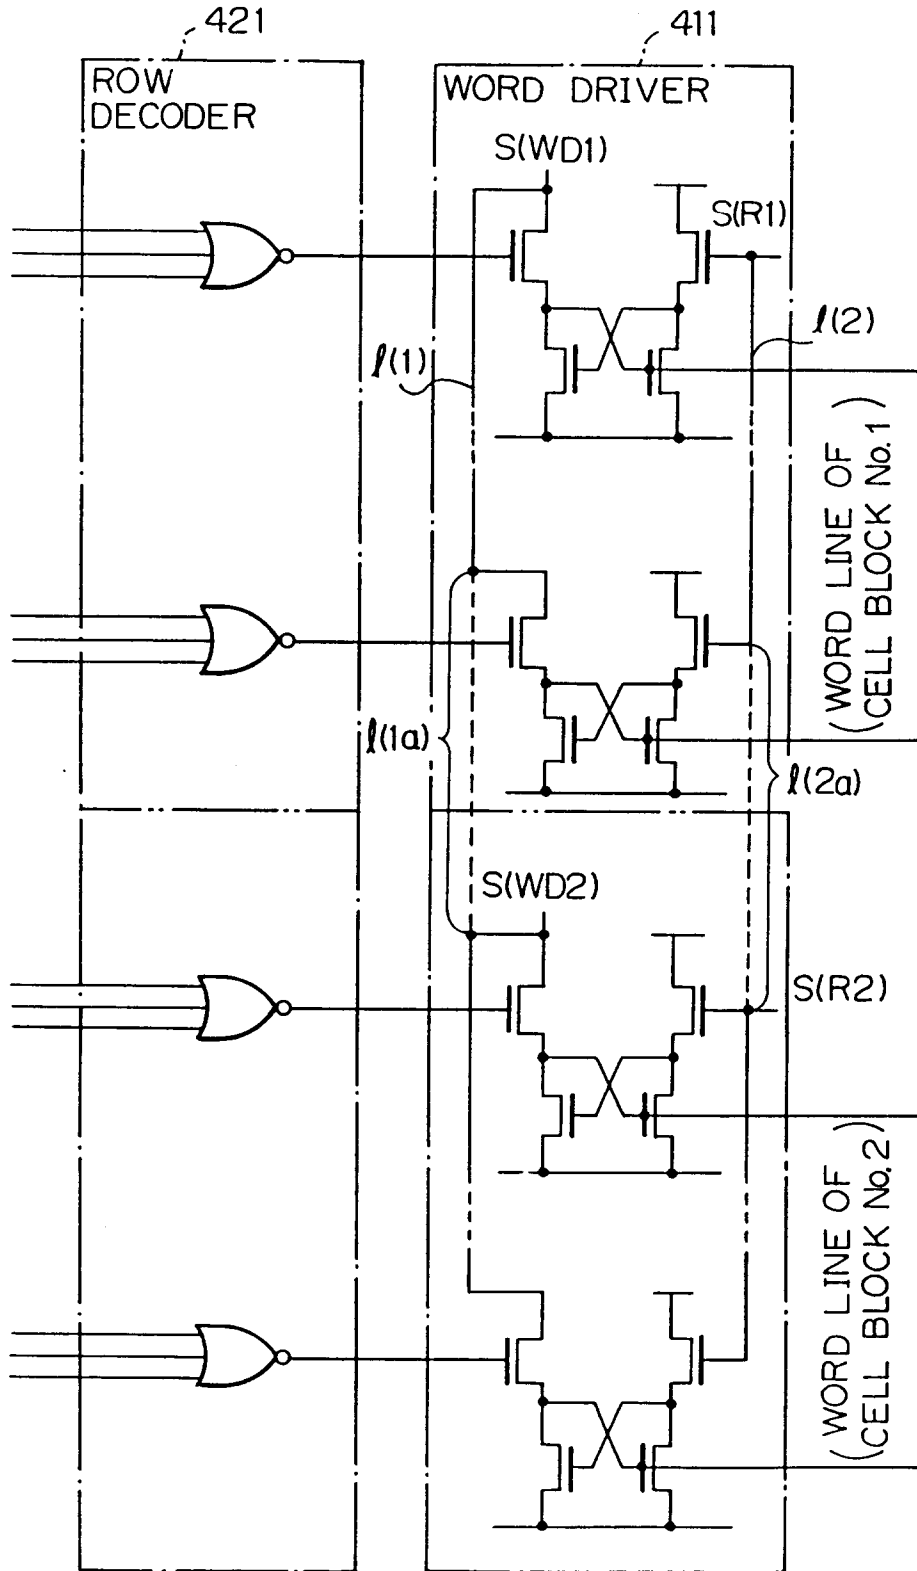 421
411
ROW
DECODER
WORD DRIVER
S(WD1)
S(R1)
ℓ(1)
ℓ(2)
(WORD LINE OF
CELL BLOCK No.1)
ℓ(1a)
ℓ(2a)
S(WD2)
S(R2)
(WORD LINE OF
CELL BLOCK No.2)